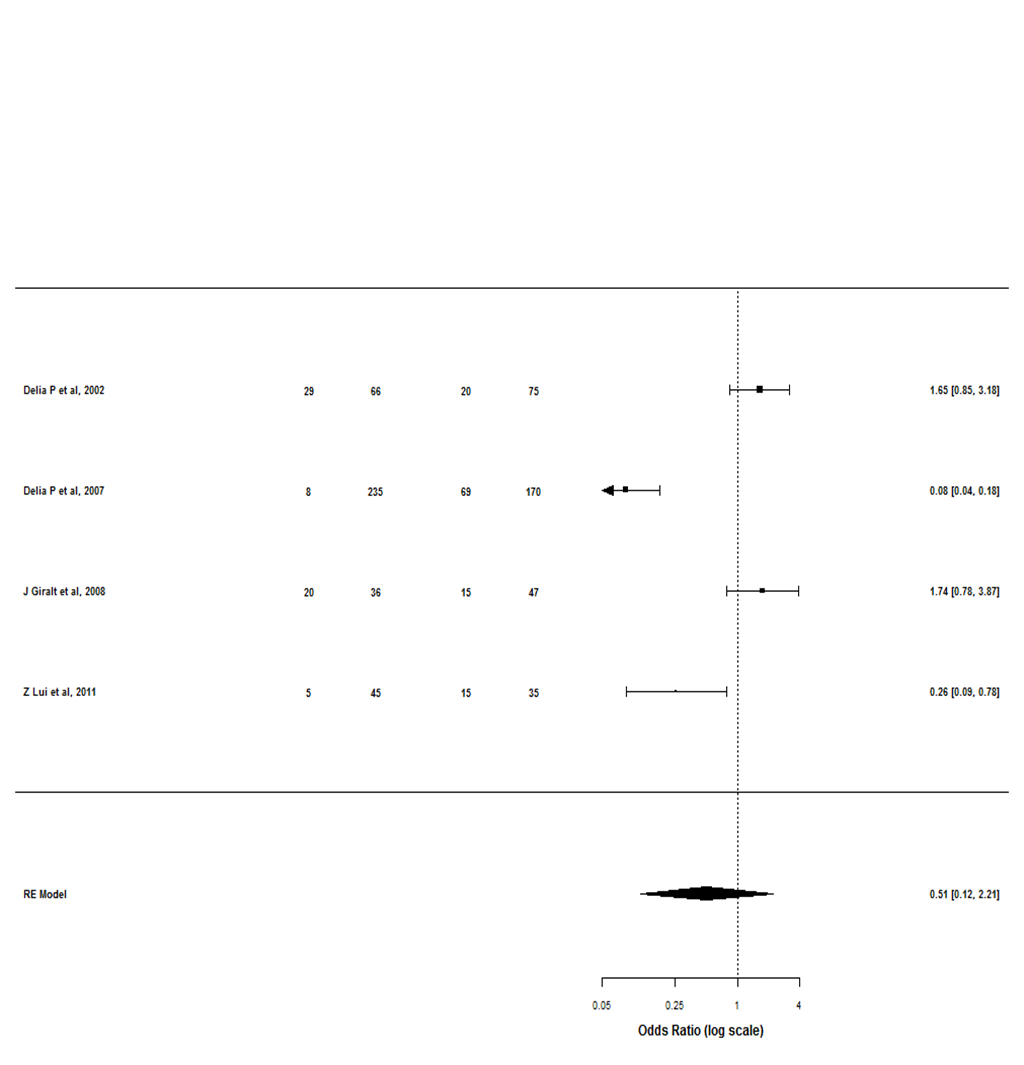 Delia P et al, 2002 29 66 20 75 1.65 [0.85, 3.18]
Delia P et al, 2007 8 235 69 170 0.08 [0.04, 0.18]
J Giralt et al, 2008 20 36 15 47 1.74 [0.78, 3.87]
Z Lui et al, 2011 5 45 15 35 0.26 [0.09, 0.78]
RE Model 0.51 [0.12, 2.21]
0.05 0.25 1 4
Odds Ratio (log scale)